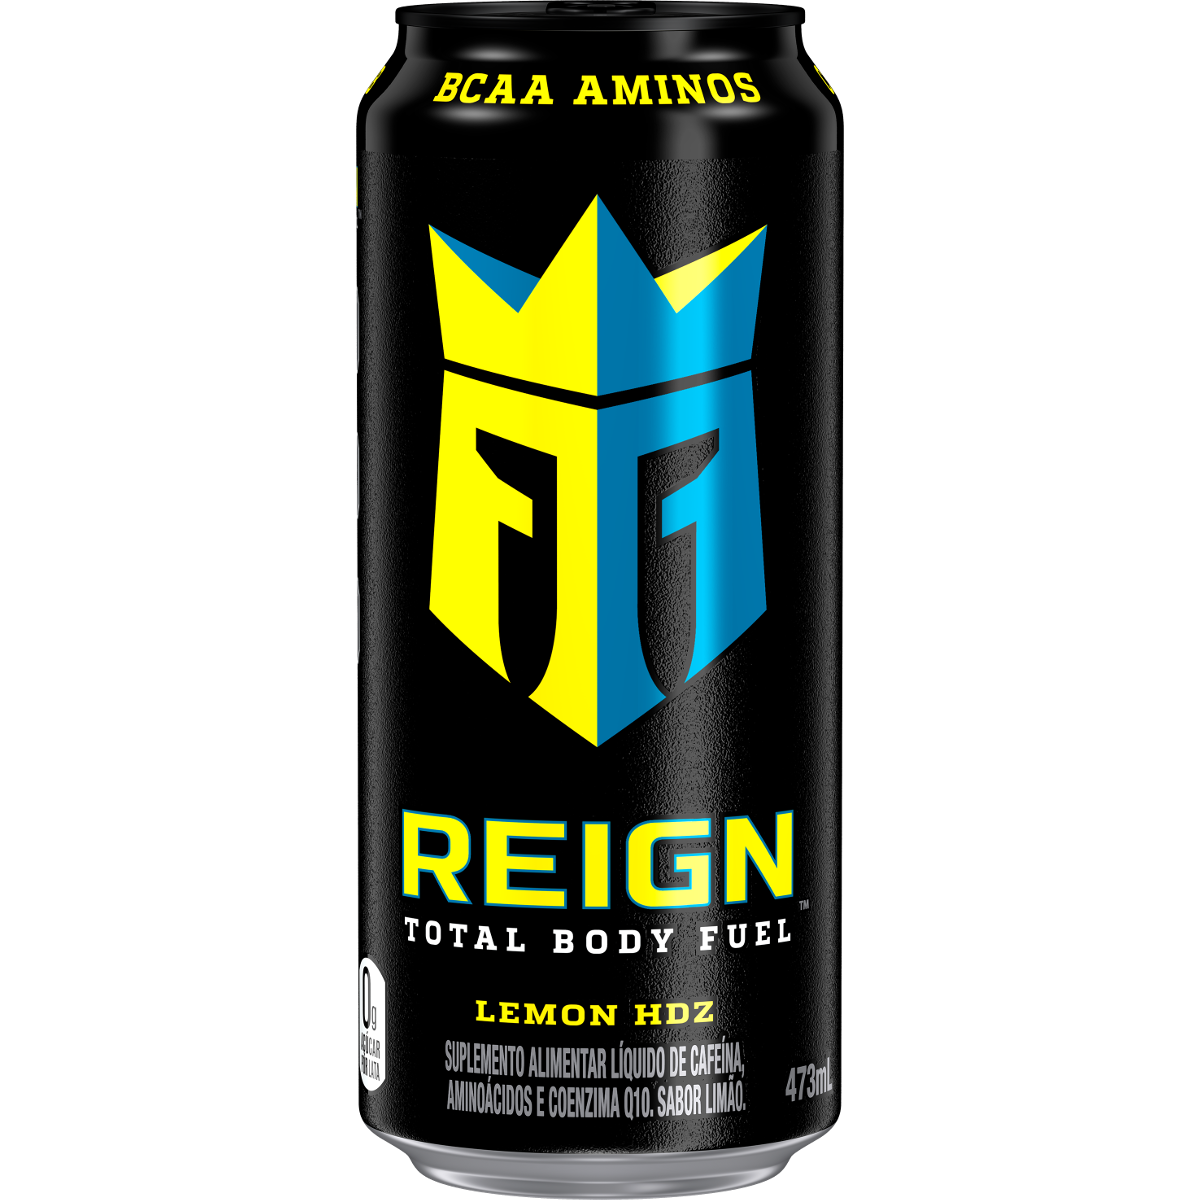 BCAA AMINOS
REIGN
™
TOTAL BODY FUEL
LEMON HDZ
SUPLEMENTO ALIMENTAR LÍQUIDO DE CAFEÍNA,
AMINOÁCIDOS E COENZIMA Q10. SABOR LIMÃO.
473mL
0g